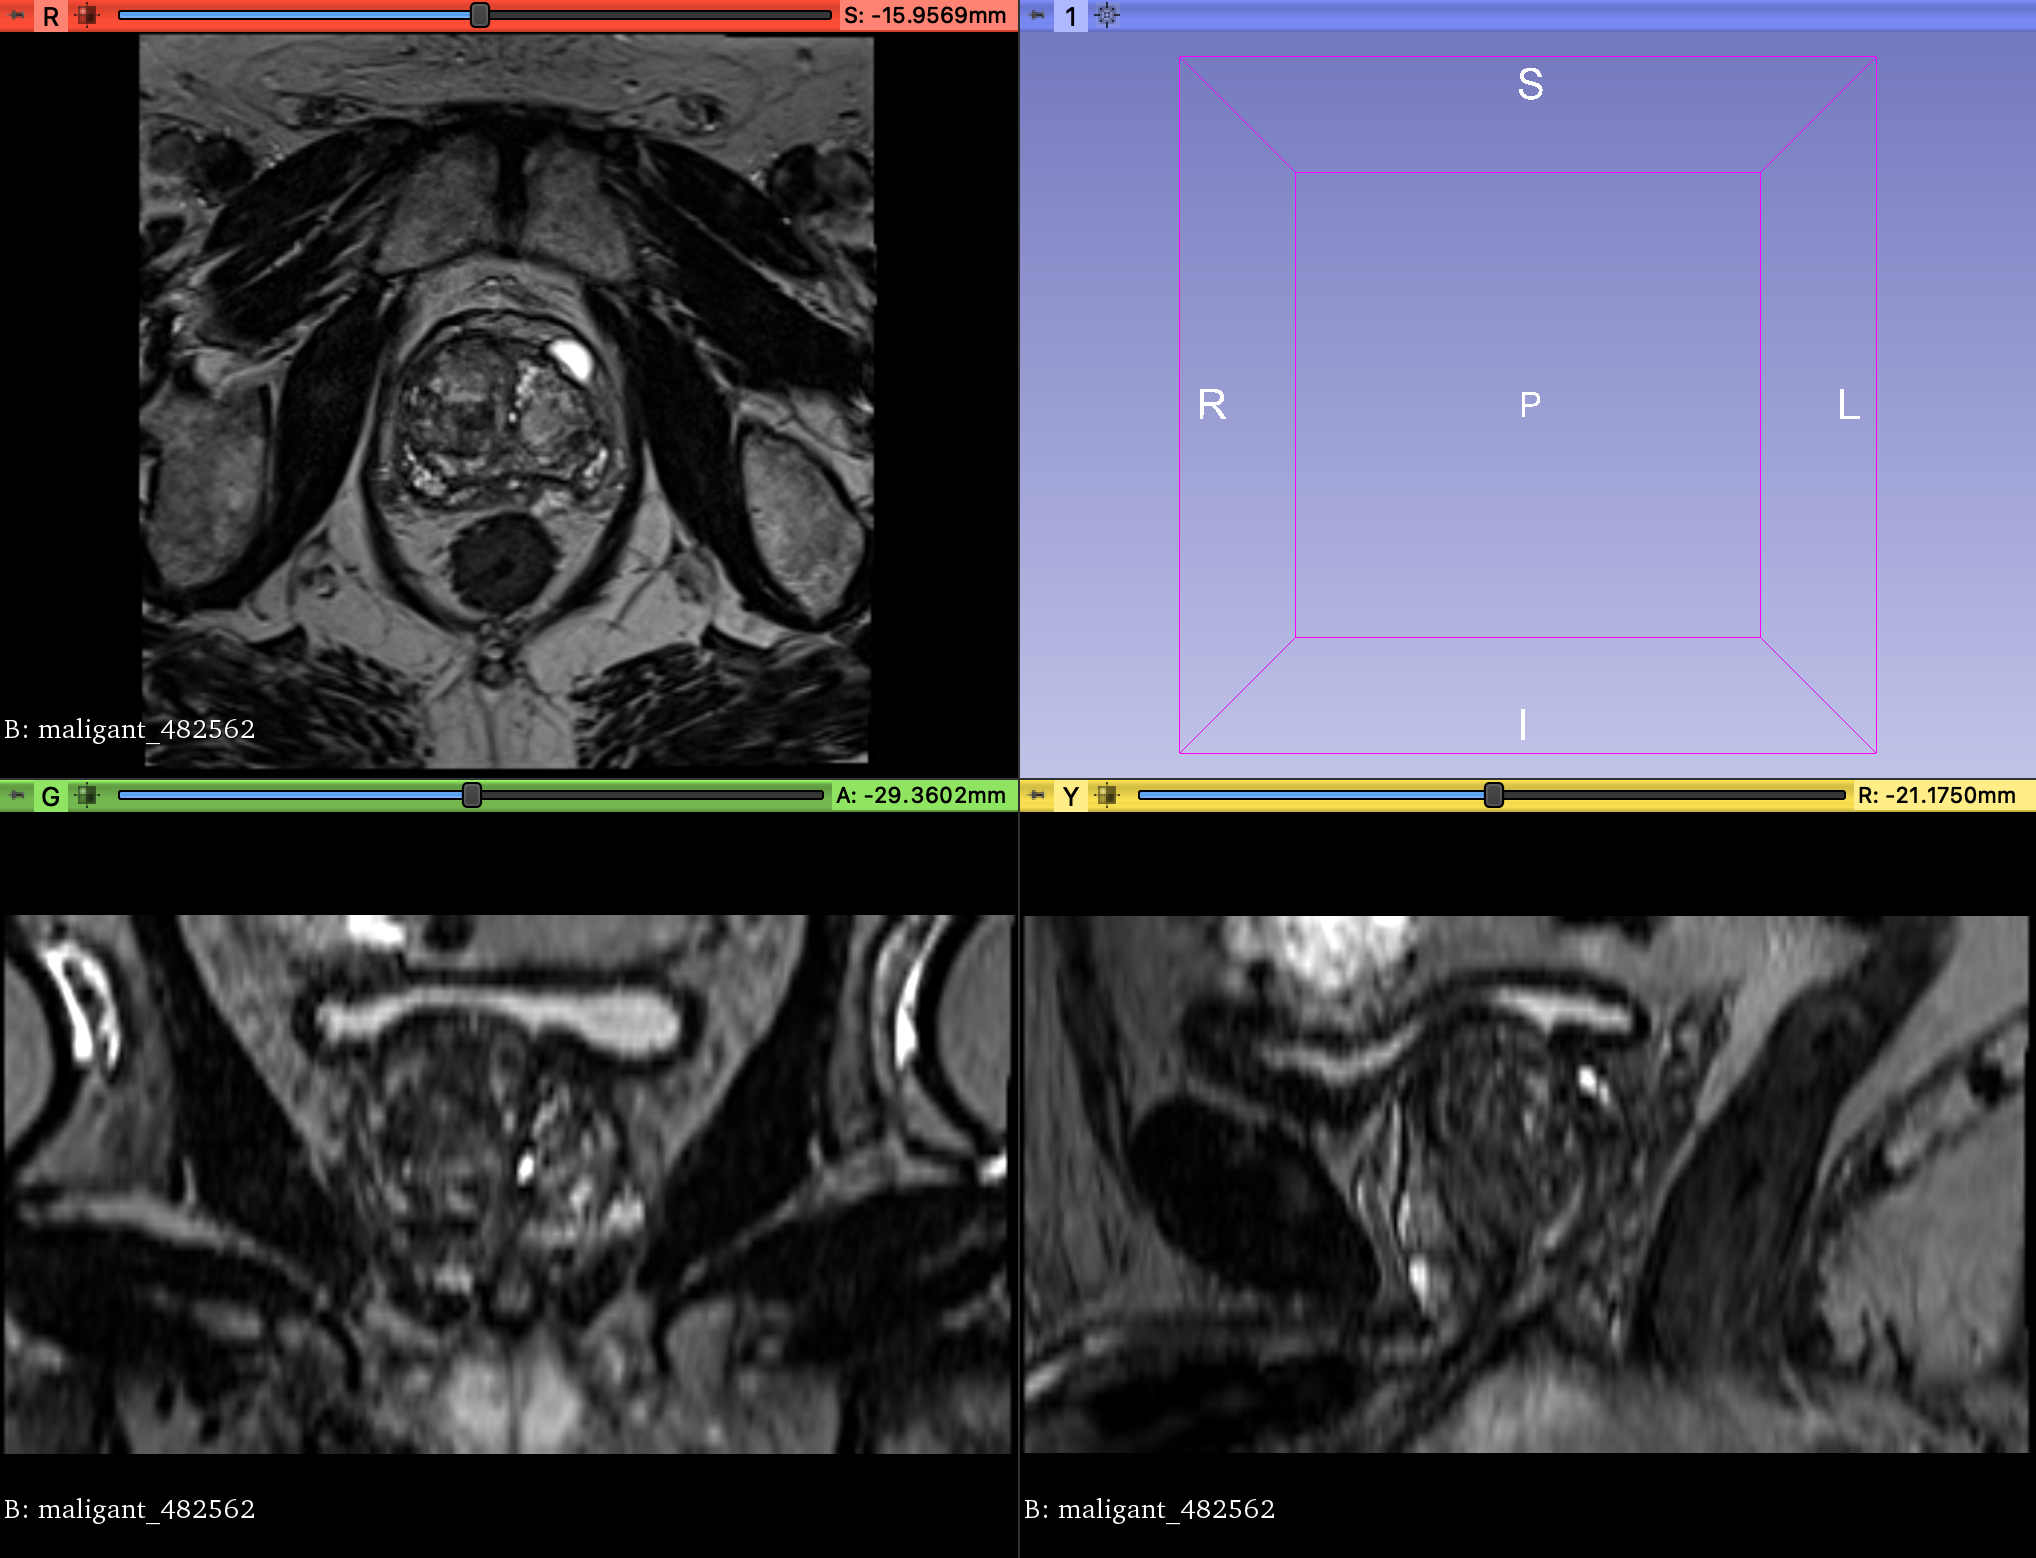 R
S: -15.9569mm
1
S
R
P
L
I
B: maligant_482562
G
A: -29.3602mm
Y
R: -21.1750mm
B: maligant_482562
B: maligant_482562